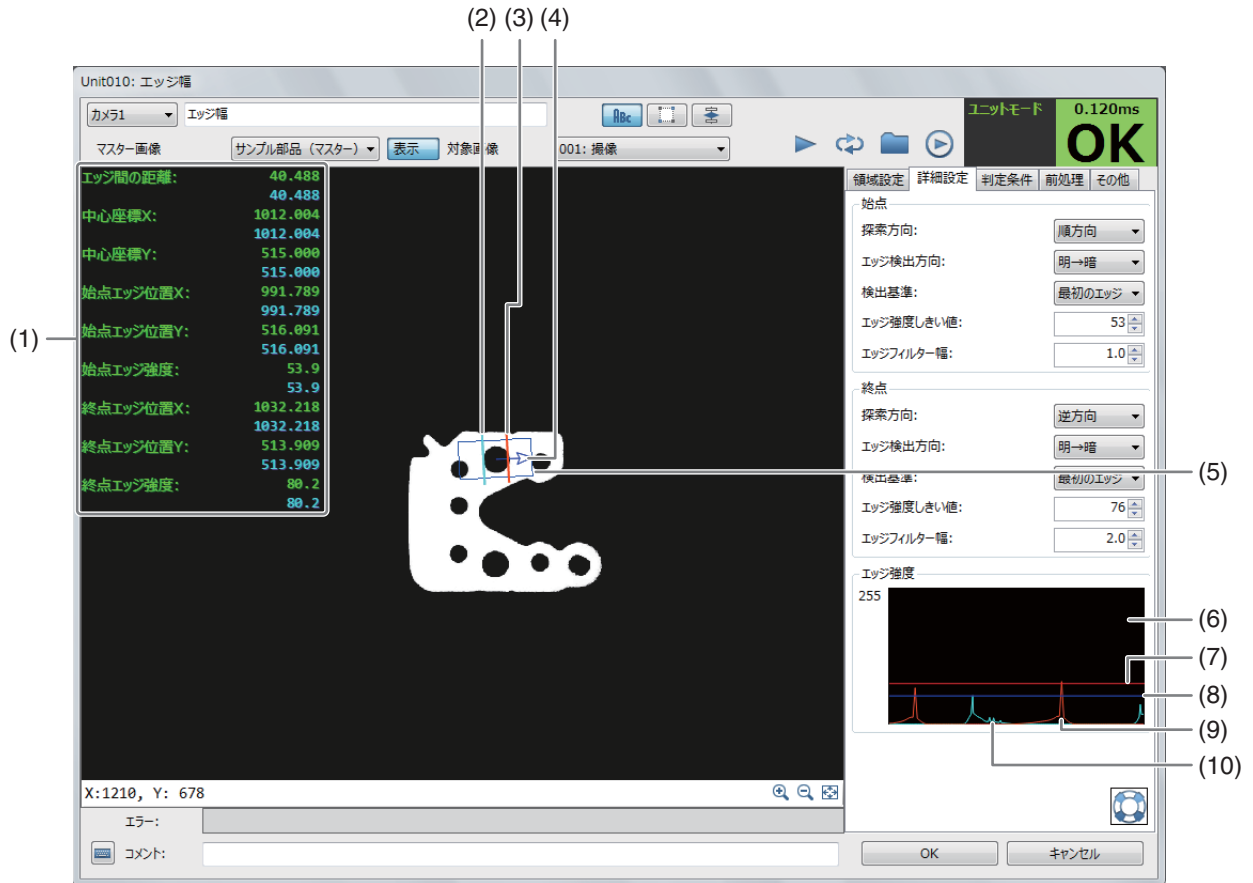 (2) (3) (4)
Unit010: エッジ幅
カメラ1 エッジ幅 ABC
ユニットモード 0.120ms
OK
マスター画像 サンプル部品（マスター） 表示 対象画像 001: 撮像
(1)
エッジ間の距離: 40.488
40.488
中心座標X: 1012.004
1012.004
中心座標Y: 515.000
515.000
始点エッジ位置X: 991.789
991.789
始点エッジ位置Y: 516.091
516.091
始点エッジ強度: 53.9
53.9
終点エッジ位置X: 1032.218
1032.218
終点エッジ位置Y: 513.909
513.909
終点エッジ強度: 80.2
80.2
領域設定 詳細設定 判定条件 前処理 その他
始点
探索方向: 順方向
エッジ検出方向: 明→暗
検出基準: 最初のエッジ
エッジ強度しきい値: 53
エッジフィルター幅: 1.0
終点
探索方向: 逆方向
エッジ検出方向: 明→暗
検出基準: 最初のエッジ
エッジ強度しきい値: 76
エッジフィルター幅: 2.0
エッジ強度
255
(5)
(6)
(7)
(8)
(9)
(10)
X:1210, Y: 678
エラー:
コメント:
OK キャンセル